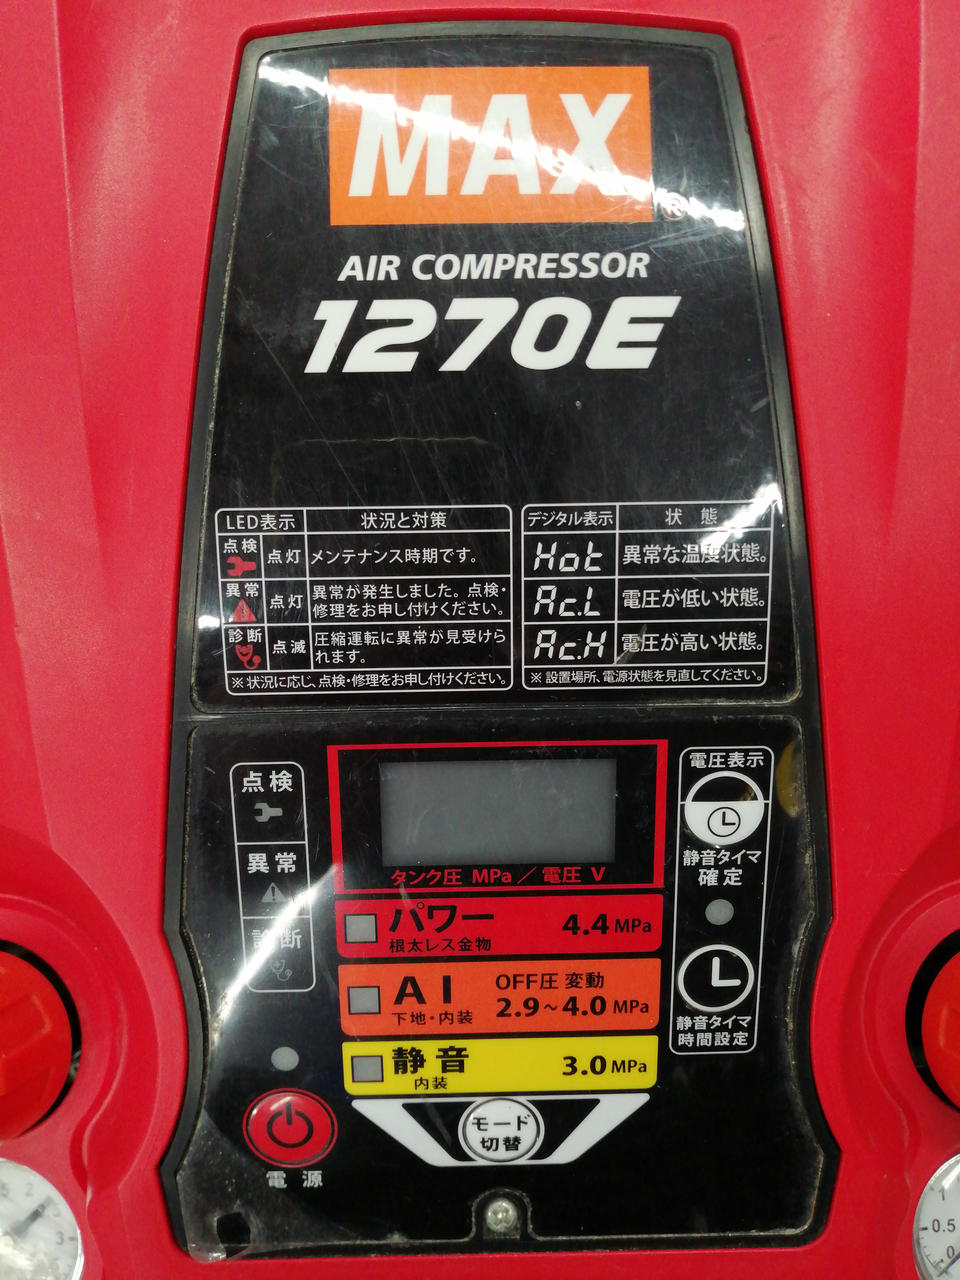 MAX
®
AIR COMPRESSOR
1270E
LED表示 状況と対策
点検 点灯 メンテナンス時期です。
異常 点灯 異常が発生しました。点検・
修理をお申し付けください。
診断 点滅 圧縮運転に異常が見受けら
れます。
※状況に応じ、点検・修理をお申し付けください。
デジタル表示 状態
Hot 異常な温度状態。
Ac.L 電圧が低い状態。
Ac.H 電圧が高い状態。
※設置場所、電源状態を見直してください。
点検
異常
診断
タンク圧 MPa／電圧 V
パワー 4.4 MPa
根太レス金物
AI OFF圧 変動
下地・内装 2.9～4.0 MPa
静音 3.0 MPa
内装
電圧表示
静音タイマ
確定
静音タイマ
時間設定
モード
切替
電源
2
3
1
0.5
0